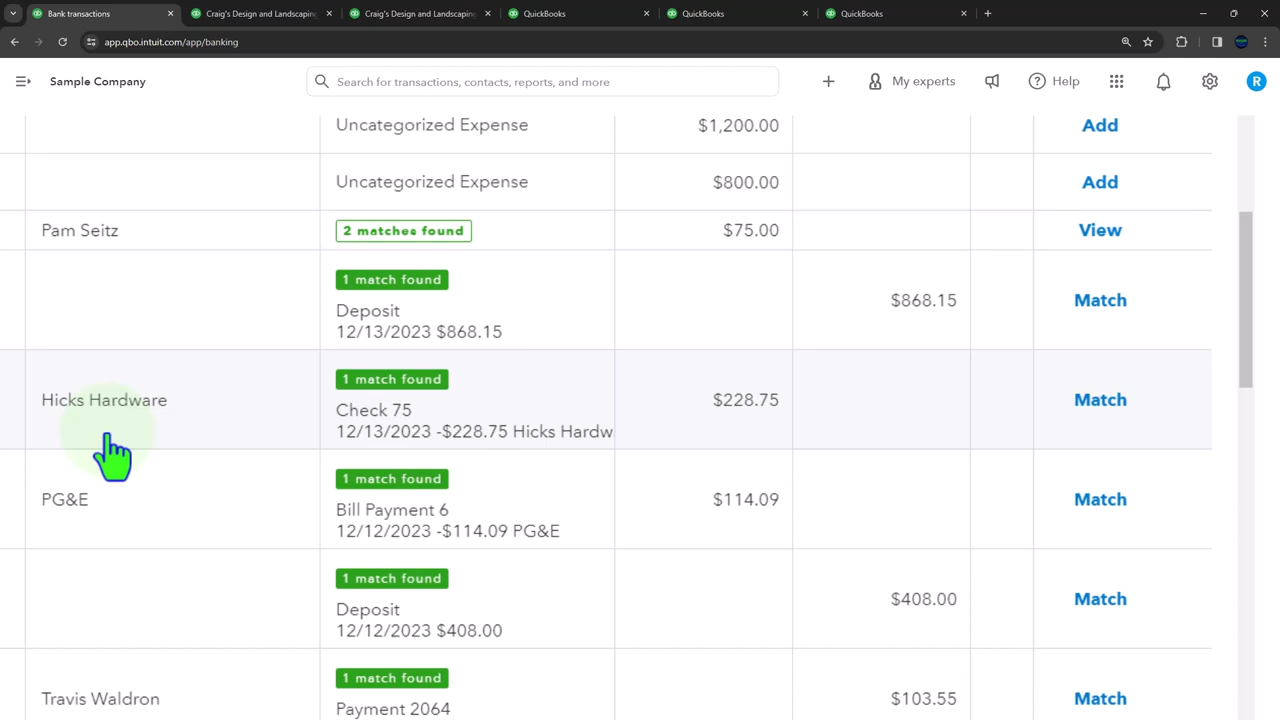 Bank transactions
Craig's Design and Landscaping
Craig's Design and Landscaping
QuickBooks
QuickBooks
QuickBooks
app.qbo.intuit.com/app/banking
Sample Company
Search for transactions, contacts, reports, and more
My experts
Help
R
Uncategorized Expense $1,200.00 Add
Uncategorized Expense $800.00 Add
Pam Seitz 2 matches found $75.00 View
1 match found
Deposit $868.15 Match
12/13/2023 $868.15
1 match found
Hicks Hardware $228.75 Match
Check 75
12/13/2023 -$228.75 Hicks Hardw
1 match found
PG&E $114.09 Match
Bill Payment 6
12/12/2023 -$114.09 PG&E
1 match found
Deposit $408.00 Match
12/12/2023 $408.00
1 match found
Travis Waldron $103.55 Match
Payment 2064